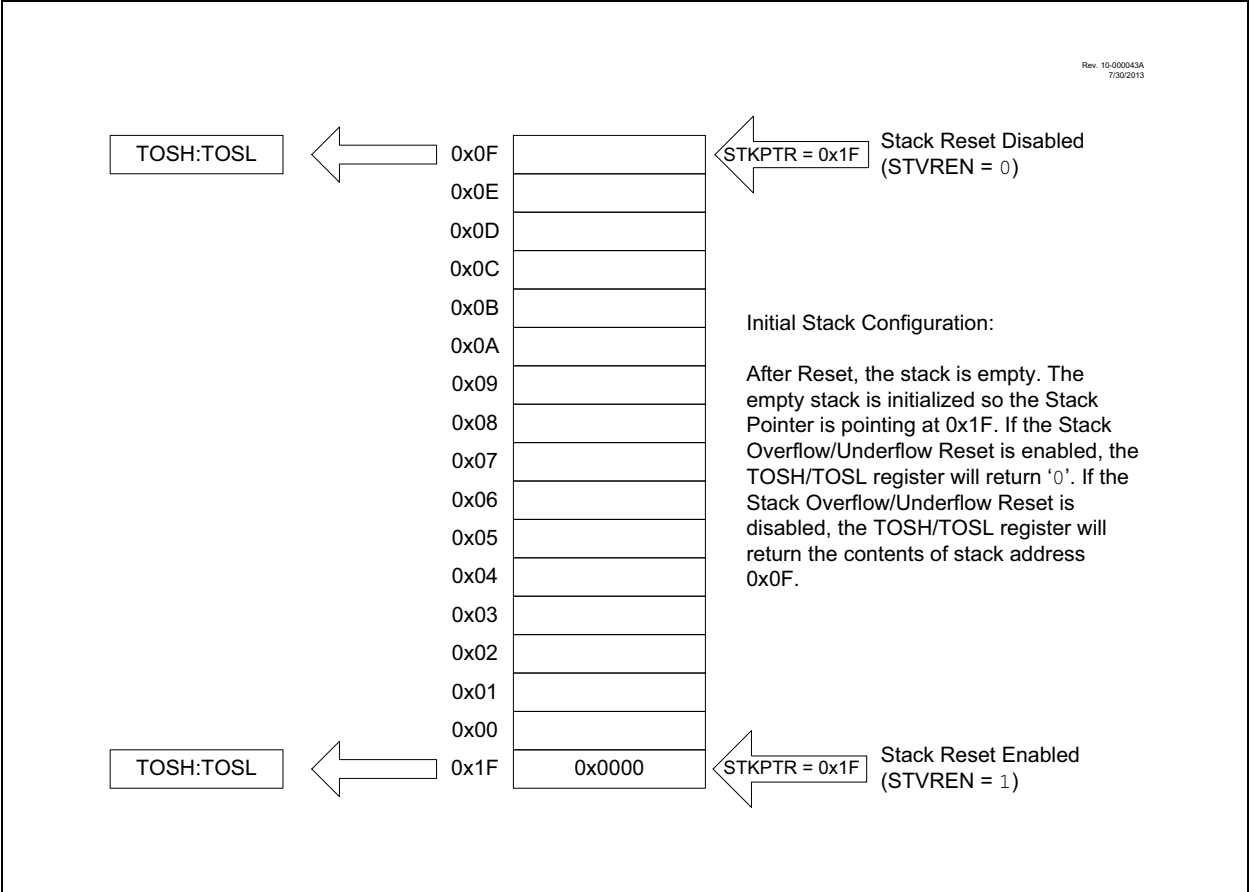 Rev. 10-000043A
7/30/2013
TOSH:TOSL
0x0F
STKPTR = 0x1F
Stack Reset Disabled
(STVREN = 0)
0x0E
0x0D
0x0C
0x0B
0x0A
0x09
0x08
0x07
0x06
0x05
0x04
0x03
0x02
0x01
0x00
Initial Stack Configuration:
After Reset, the stack is empty. The
empty stack is initialized so the Stack
Pointer is pointing at 0x1F. If the Stack
Overflow/Underflow Reset is enabled, the
TOSH/TOSL register will return ‘0’. If the
Stack Overflow/Underflow Reset is
disabled, the TOSH/TOSL register will
return the contents of stack address
0x0F.
TOSH:TOSL
0x1F
0x0000
STKPTR = 0x1F
Stack Reset Enabled
(STVREN = 1)